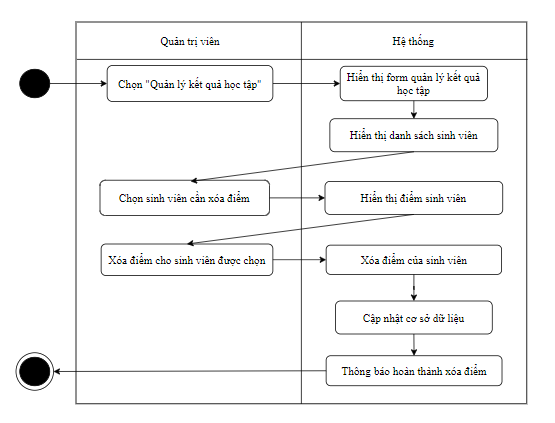 Quản trị viên
Hệ thống
Chọn "Quản lý kết quả học tập"
Hiển thị form quản lý kết quả
học tập
Hiển thị danh sách sinh viên
Chọn sinh viên cần xóa điểm
Hiển thị điểm sinh viên
Xóa điểm cho sinh viên được chọn
Xóa điểm của sinh viên
Cập nhật cơ sở dữ liệu
Thông báo hoàn thành xóa điểm